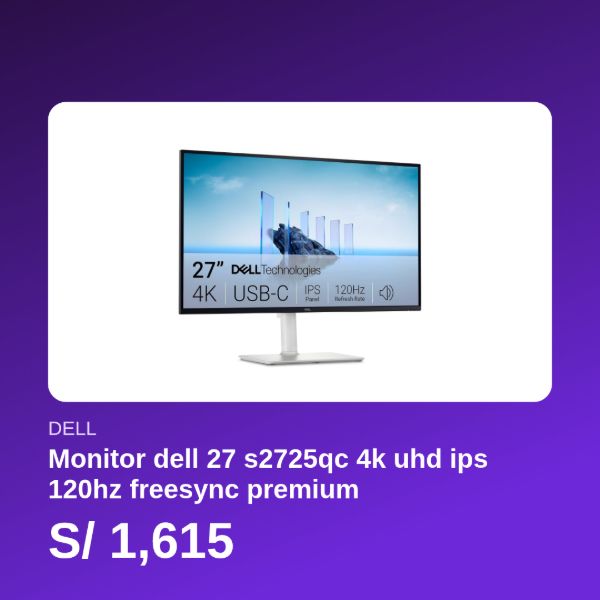 27” DELLTechnologies
4K USB-C IPS Panel 120Hz Refresh Rate
DELL
DELL
Monitor dell 27 s2725qc 4k uhd ips
120hz freesync premium
S/ 1,615